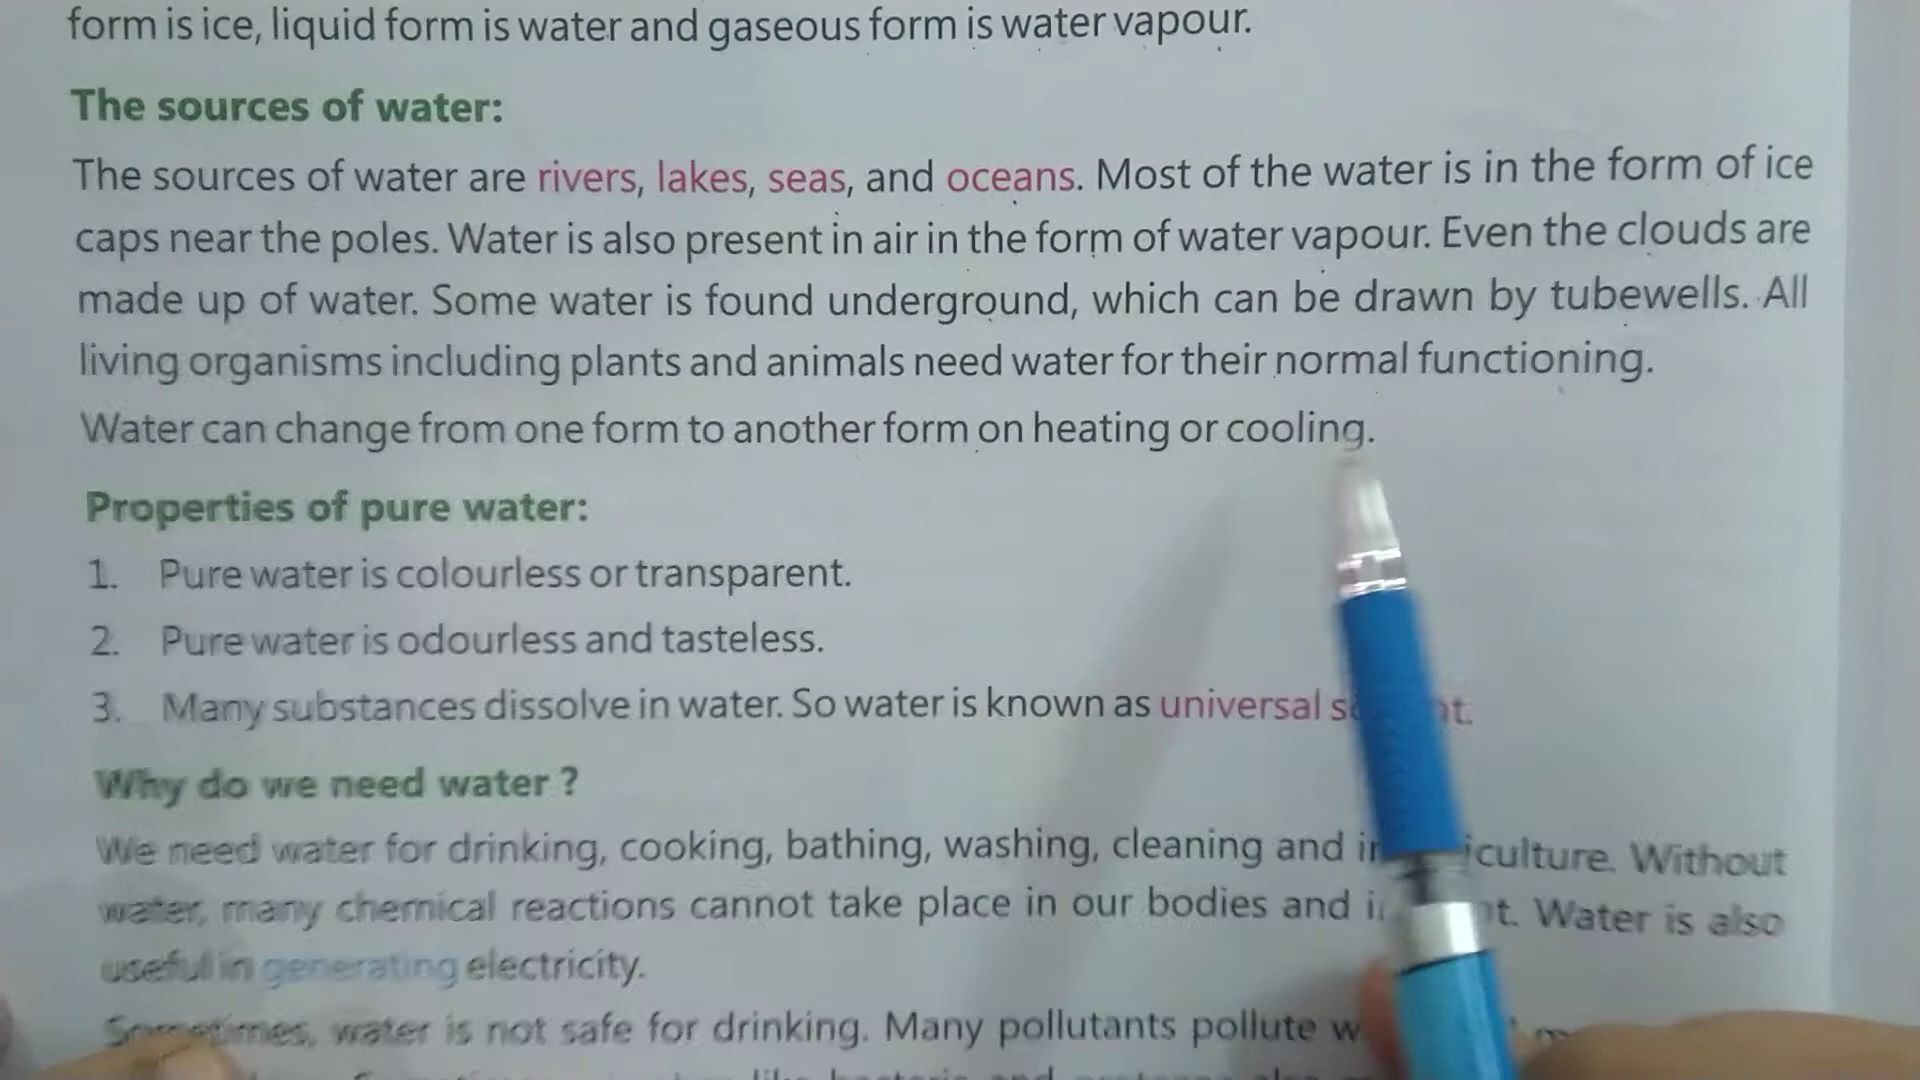 form is ice, liquid form is water and gaseous form is water vapour.
The sources of water:
The sources of water are rivers, lakes, seas, and oceans. Most of the water is in the form of ice
caps near the poles. Water is also present in air in the form of water vapour. Even the clouds are
made up of water. Some water is found underground, which can be drawn by tubewells. All
living organisms including plants and animals need water for their normal functioning.
Water can change from one form to another form on heating or cooling.
Properties of pure water:
1. Pure water is colourless or transparent.
2. Pure water is odourless and tasteless.
3. Many substances dissolve in water. So water is known as universal
Why do we need water ?
We need water for drinking, cooking, bathing, washing, cleaning and Without
water, many chemical reactions cannot take place in our bodies and Water is also
useful in generating electricity.
Sometimes, water is not safe for drinking. Many pollutants pollute